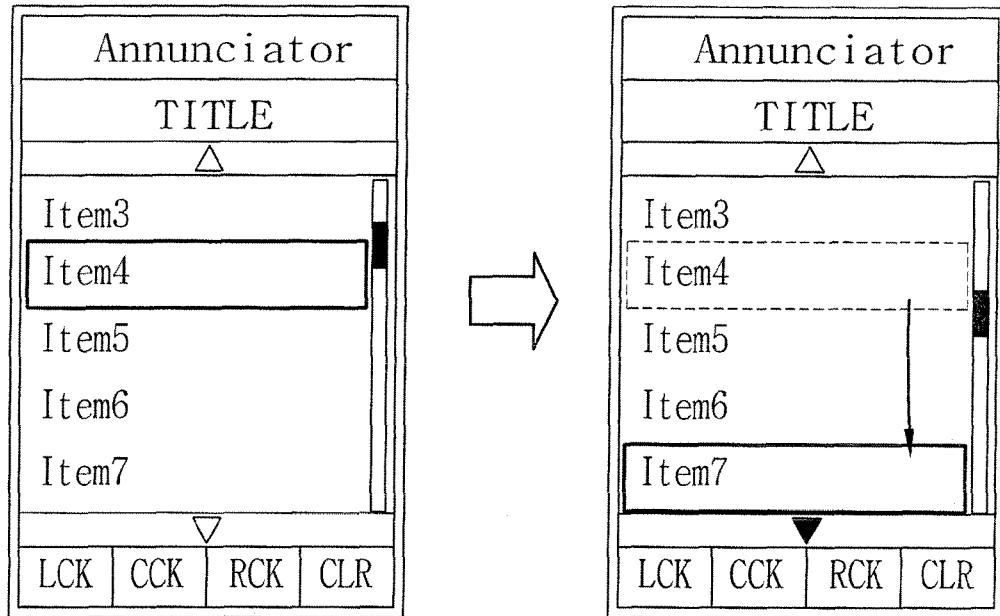 Annunciator
TITLE
Item3
Item4
Item5
Item6
Item7
LCK CCK RCK CLR
Annunciator
TITLE
Item3
Item4
Item5
Item6
Item7
LCK CCK RCK CLR